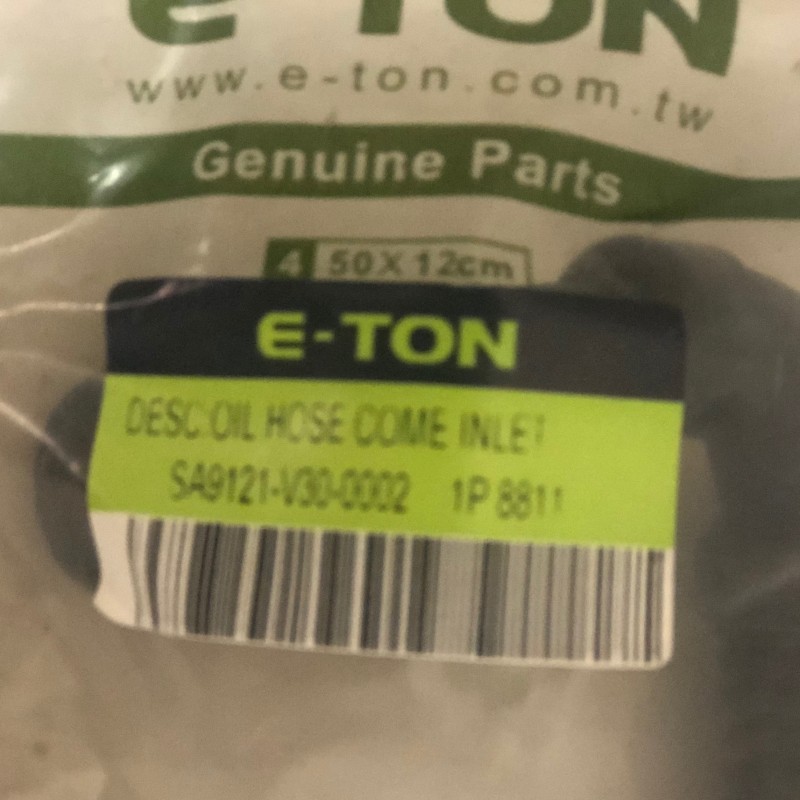 e-TON
www.e-ton.com.tw
Genuine Parts
4 50X12cm
E-TON
DESC:OIL HOSE COME INLET
SA9121-V30-0002 1P 8811